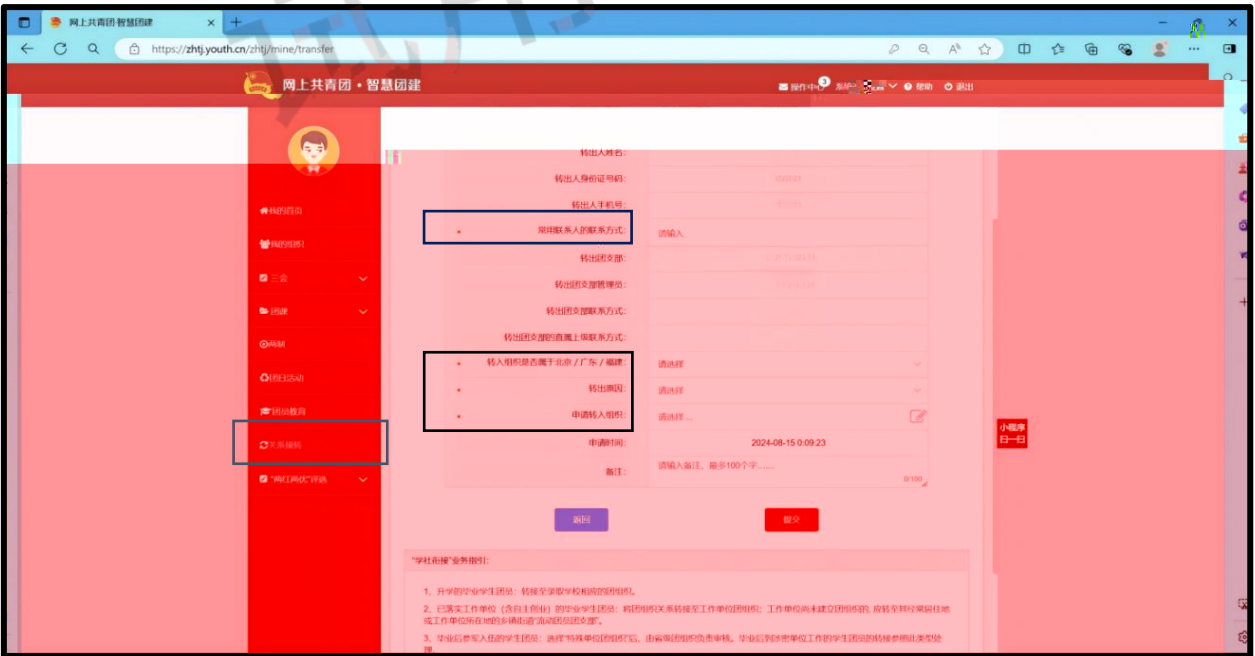 网上共青团·智慧团建
https://zhtj.youth.cn/zhtj/mine/transfer
网上共青团·智慧团建
操作中心 3 帮助 退出
转出人姓名:
转出人身份证号码:
转出人手机号:
我的首页
常用联系人的联系方式: 请输入
我的组织
转出团支部:
三会
转出团支部管理员:
团课
转出团支部联系方式:
转出团支部的直属上级联系方式:
两制
转入组织是否属于北京/广东/福建: 请选择
团日活动
转出原因: 请选择
团员教育
申请转入组织: 请选择 ...
小程序
扫一扫
关系接转
申请时间: 2024-08-15 0:09:23
备注: 请输入备注,最多100个字......
0/100
"两红两优"评选
返回 提交
"学社衔接"业务指引:
1、升学的毕业学生团员:转接至录取学校相应的团组织。
2、已落实工作单位(含自主创业)的毕业学生团员:将团组织关系转接至工作单位团组织;工作单位尚未建立团组织的,应转至其经常居住地
或工作单位所在地的乡镇街道"流动团员团支部"。
3、毕业后参军入伍的学生团员:选择"特殊单位团组织"后,由省级团组织负责审核。毕业后到涉密单位工作的学生团员的转接参照此类型处
理。